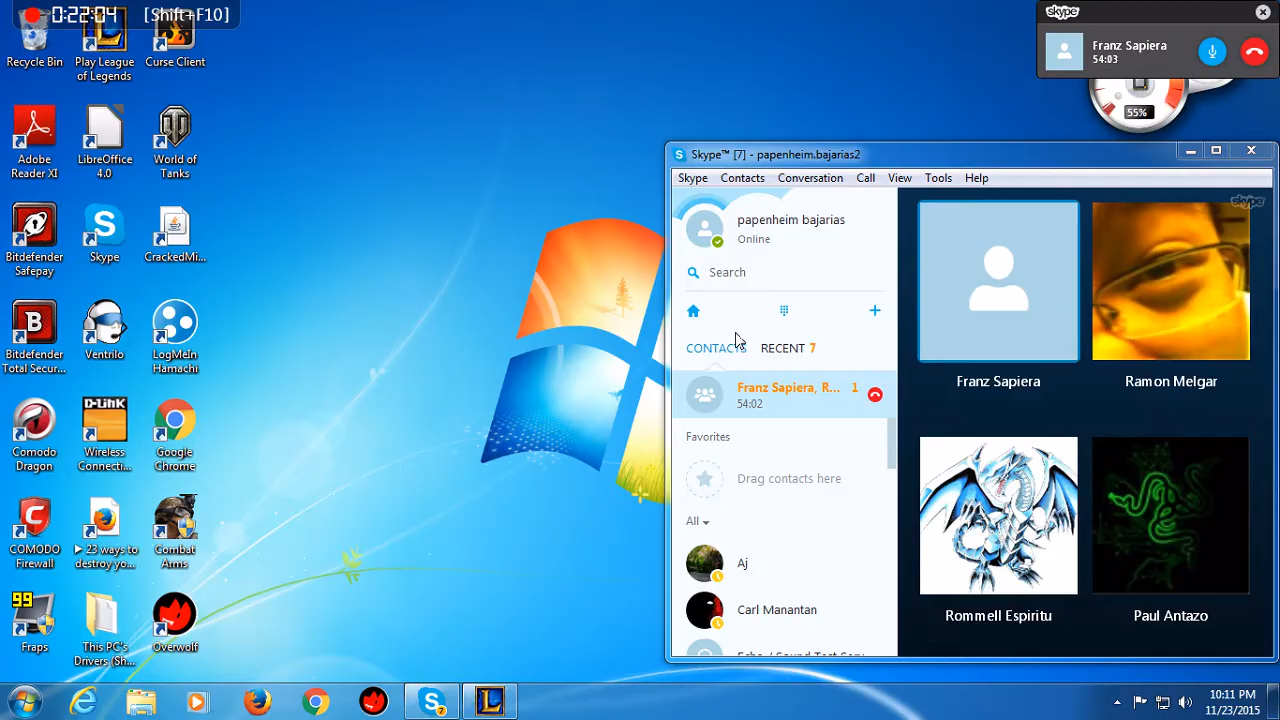 0:22:04 [Shift+F10]
Recycle Bin
Play League of Legends
Curse Client
Adobe Reader XI
LibreOffice 4.0
World of Tanks
Bitdefender Safepay
Skype
CrackedMi...
Bitdefender Total Secur...
Ventrilo
LogMeIn Hamachi
Comodo Dragon
D-Link
Wireless Connecti...
Google Chrome
COMODO Firewall
23 ways to destroy yo...
Combat Arms
99
Fraps
This PC's Drivers (Sh...
Overwolf
skype
Franz Sapiera
54:03
55%
Skype™ [7] - papenheim.bajarias2
Skype Contacts Conversation Call View Tools Help
papenheim bajarias
Online
Search
CONTACTS RECENT 7
Franz Sapiera, R... 1
54:02
Favorites
Drag contacts here
All
Aj
Carl Manantan
Echo / Sound Test Serv
skype
Franz Sapiera
Ramon Melgar
Rommell Espiritu
Paul Antazo
7
10:11 PM
11/23/2015